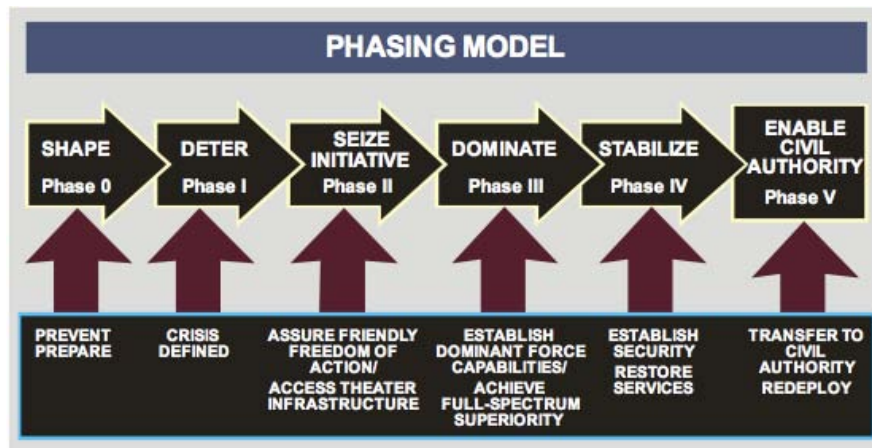 PHASING MODEL
SHAPE
Phase 0
DETER
Phase I
SEIZE
INITIATIVE
Phase II
DOMINATE
Phase III
STABILIZE
Phase IV
ENABLE
CIVIL
AUTHORITY
Phase V
PREVENT
PREPARE
CRISIS
DEFINED
ASSURE FRIENDLY
FREEDOM OF
ACTION/
ACCESS THEATER
INFRASTRUCTURE
ESTABLISH
DOMINANT FORCE
CAPABILITIES/
ACHIEVE
FULL-SPECTRUM
SUPERIORITY
ESTABLISH
SECURITY
RESTORE
SERVICES
TRANSFER TO
CIVIL
AUTHORITY
REDEPLOY